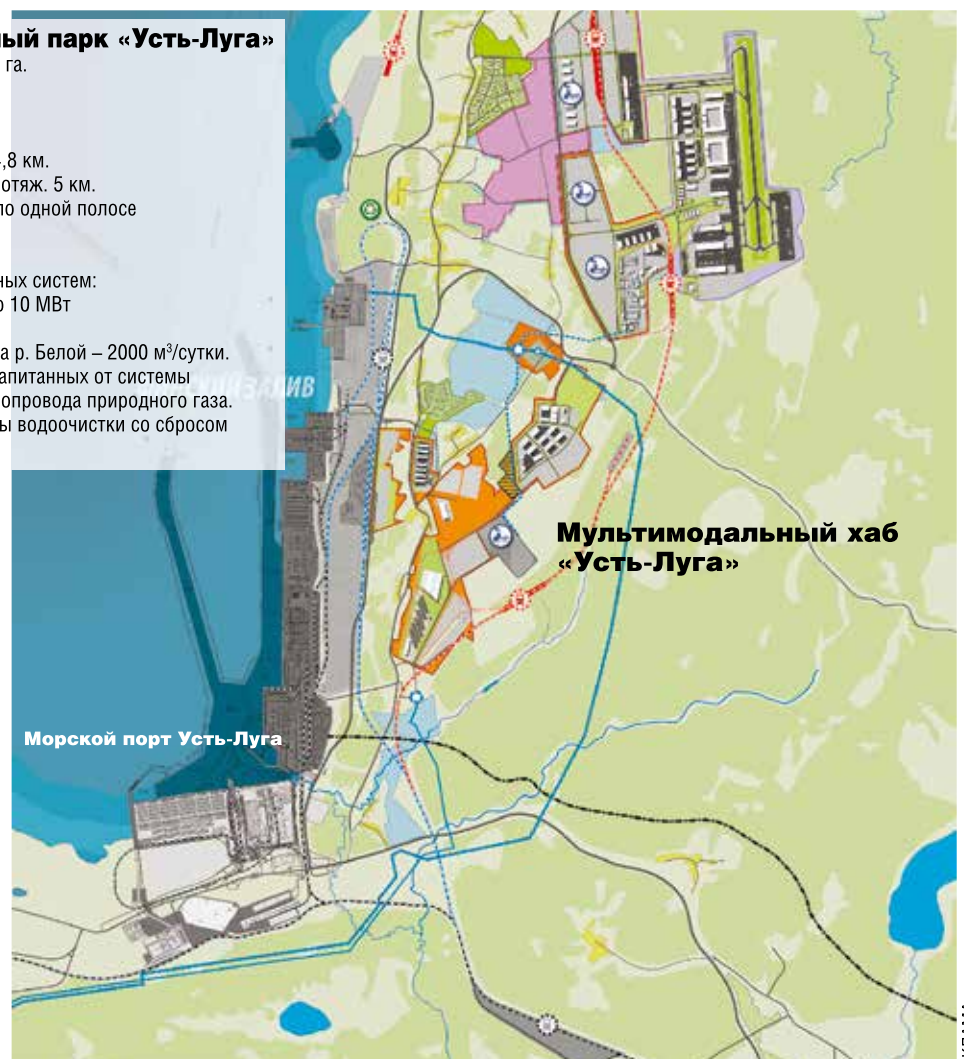 ный парк «Усть-Луга»
га.
,8 км.
отяж. 5 км.
по одной полосе
ных систем:
о 10 МВт
а р. Белой – 2000 м³/сутки.
апитанных от системы
опровода природного газа.
ы водоочистки со сбросом
ЗАЛИВ
Мультимодальный хаб
«Усть-Луга»
Морской порт Усть-Луга